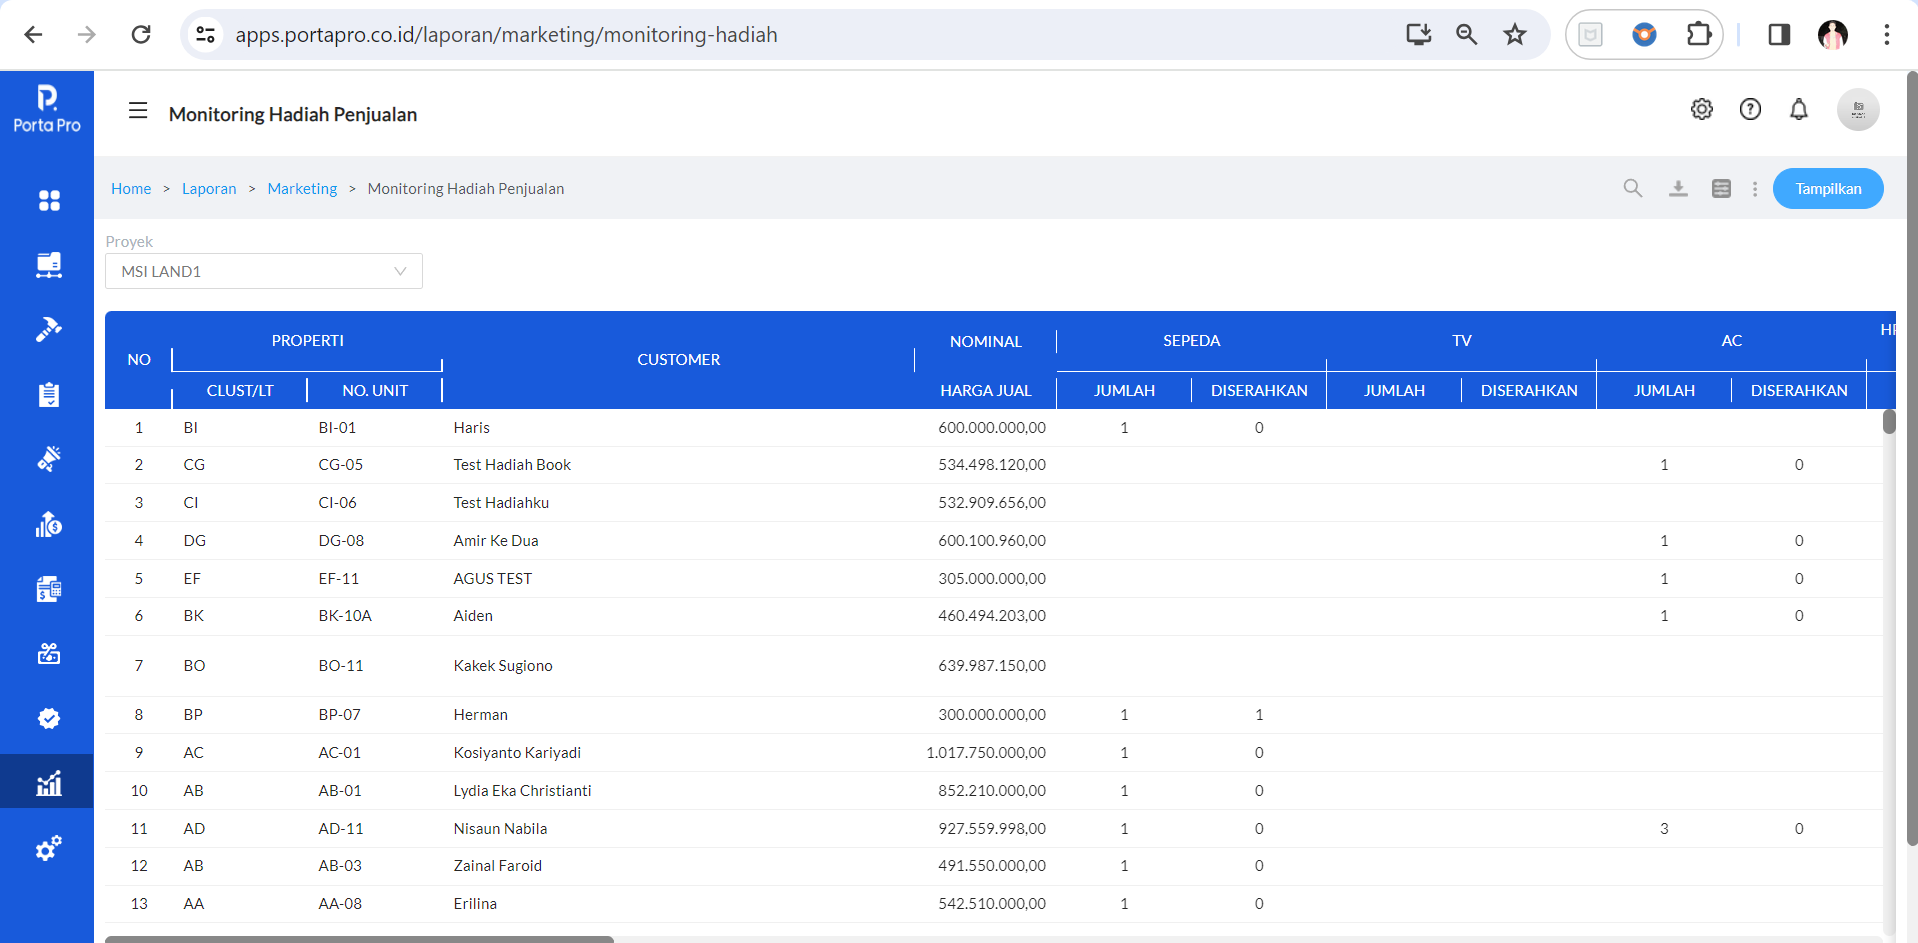 apps.portapro.co.id/laporan/marketing/monitoring-hadiah
Porta Pro
Monitoring Hadiah Penjualan
Home > Laporan > Marketing > Monitoring Hadiah Penjualan
Tampilkan
Proyek
MSI LAND1
NO PROPERTI CUSTOMER NOMINAL SEPEDA TV AC
CLUST/LT NO. UNIT HARGA JUAL JUMLAH DISERAHKAN JUMLAH DISERAHKAN JUMLAH DISERAHKAN
1 BI BI-01 Haris 600.000.000,00 1 0
2 CG CG-05 Test Hadiah Book 534.498.120,00 1 0
3 CI CI-06 Test Hadiahku 532.909.656,00
4 DG DG-08 Amir Ke Dua 600.100.960,00 1 0
5 EF EF-11 AGUS TEST 305.000.000,00 1 0
6 BK BK-10A Aiden 460.494.203,00 1 0
7 BO BO-11 Kakek Sugiono 639.987.150,00
8 BP BP-07 Herman 300.000.000,00 1 1
9 AC AC-01 Kosiyanto Kariyadi 1.017.750.000,00 1 0
10 AB AB-01 Lydia Eka Christianti 852.210.000,00 1 0
11 AD AD-11 Nisaun Nabila 927.559.998,00 1 0 3 0
12 AB AB-03 Zainal Faroid 491.550.000,00 1 0
13 AA AA-08 Erilina 542.510.000,00 1 0